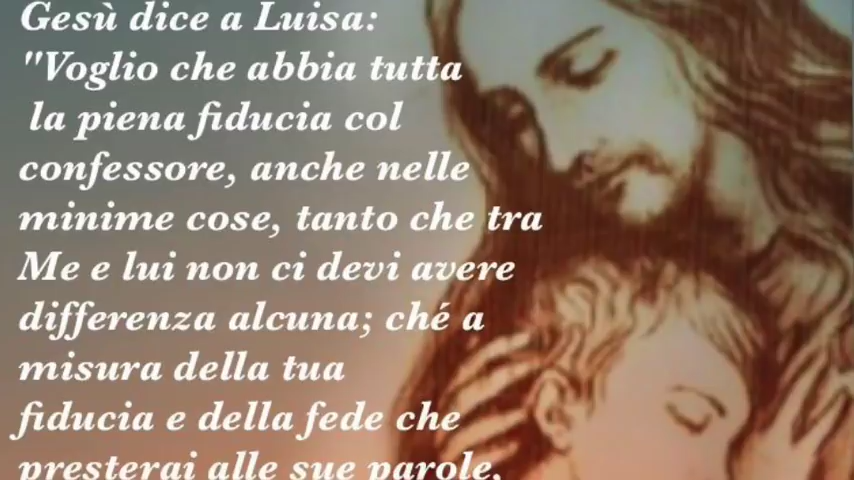 Gesù dice a Luisa:
"Voglio che abbia tutta
la piena fiducia col
confessore, anche nelle
minime cose, tanto che tra
Me e lui non ci devi avere
differenza alcuna; ché a
misura della tua
fiducia e della fede che
presterai alle sue parole,